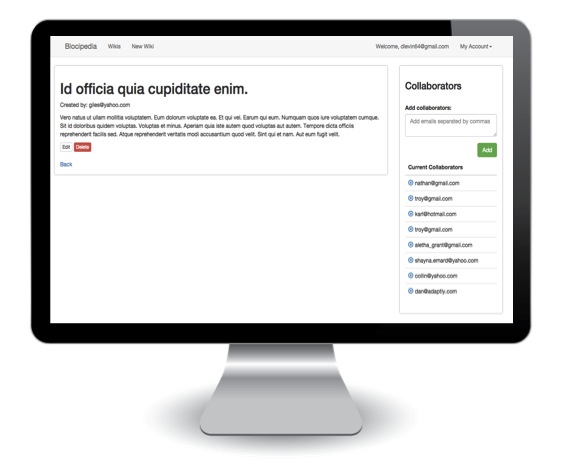 Blocipedia Wikis New Wiki Welcome, dlevin64@gmail.com My Account
Id officia quia cupiditate enim.
Created by: giles@yahoo.com
Vero natus ut ullam mollitia voluptatem. Eum dolorum voluptate ea. Et qui vel. Earum qui eum. Numquam quos iure voluptatem cumque.
Sit id doloribus quidem voluptas. Voluptas et minus. Aperiam quia iste autem quod voluptas aut autem. Tempore dicta officiis
reprehenderit facilis sed. Atque reprehenderit veritatis modi accusantium quod velit. Sint qui et nam. Aut eum fugit velit.
Edit Delete
Back
Collaborators
Add collaborators:
Add emails seperated by commas
Add
Current Collaborators
nathan@gmail.com
troy@gmail.com
karl@hotmail.com
troy@gmail.com
aletha_grant@gmail.com
shayna.emard@yahoo.com
collin@yahoo.com
dan@adaptly.com